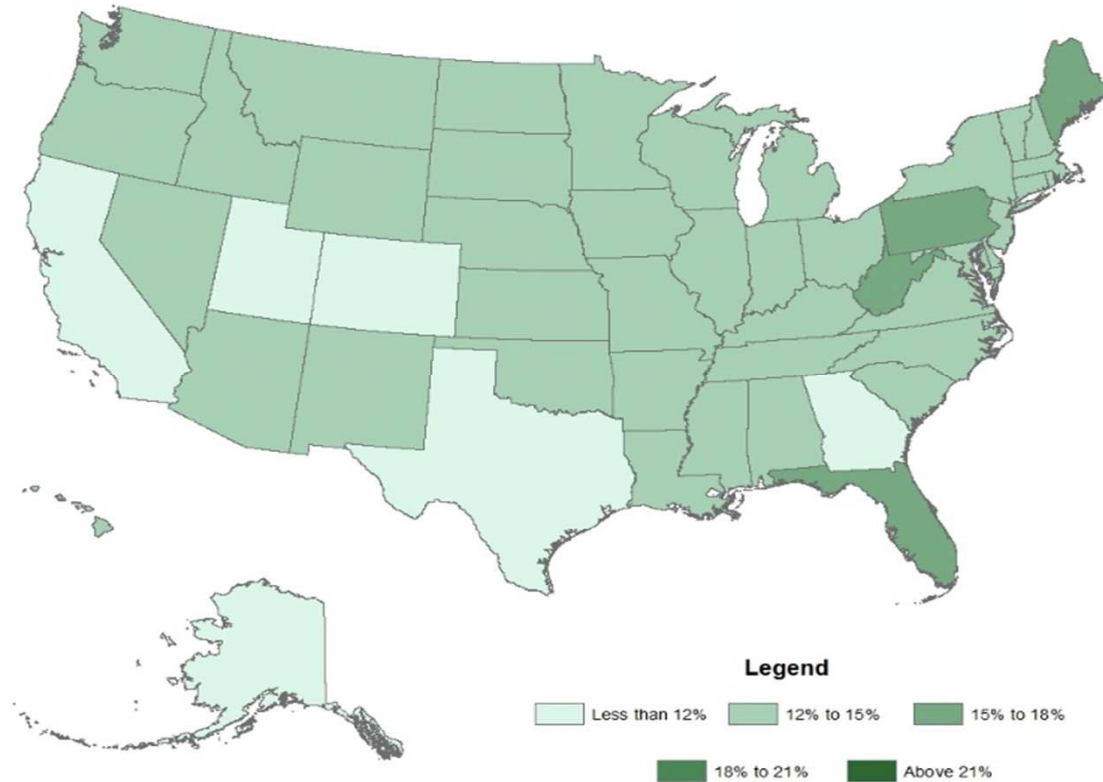 Legend
Less than 12% 12% to 15% 15% to 18%
18% to 21% Above 21%